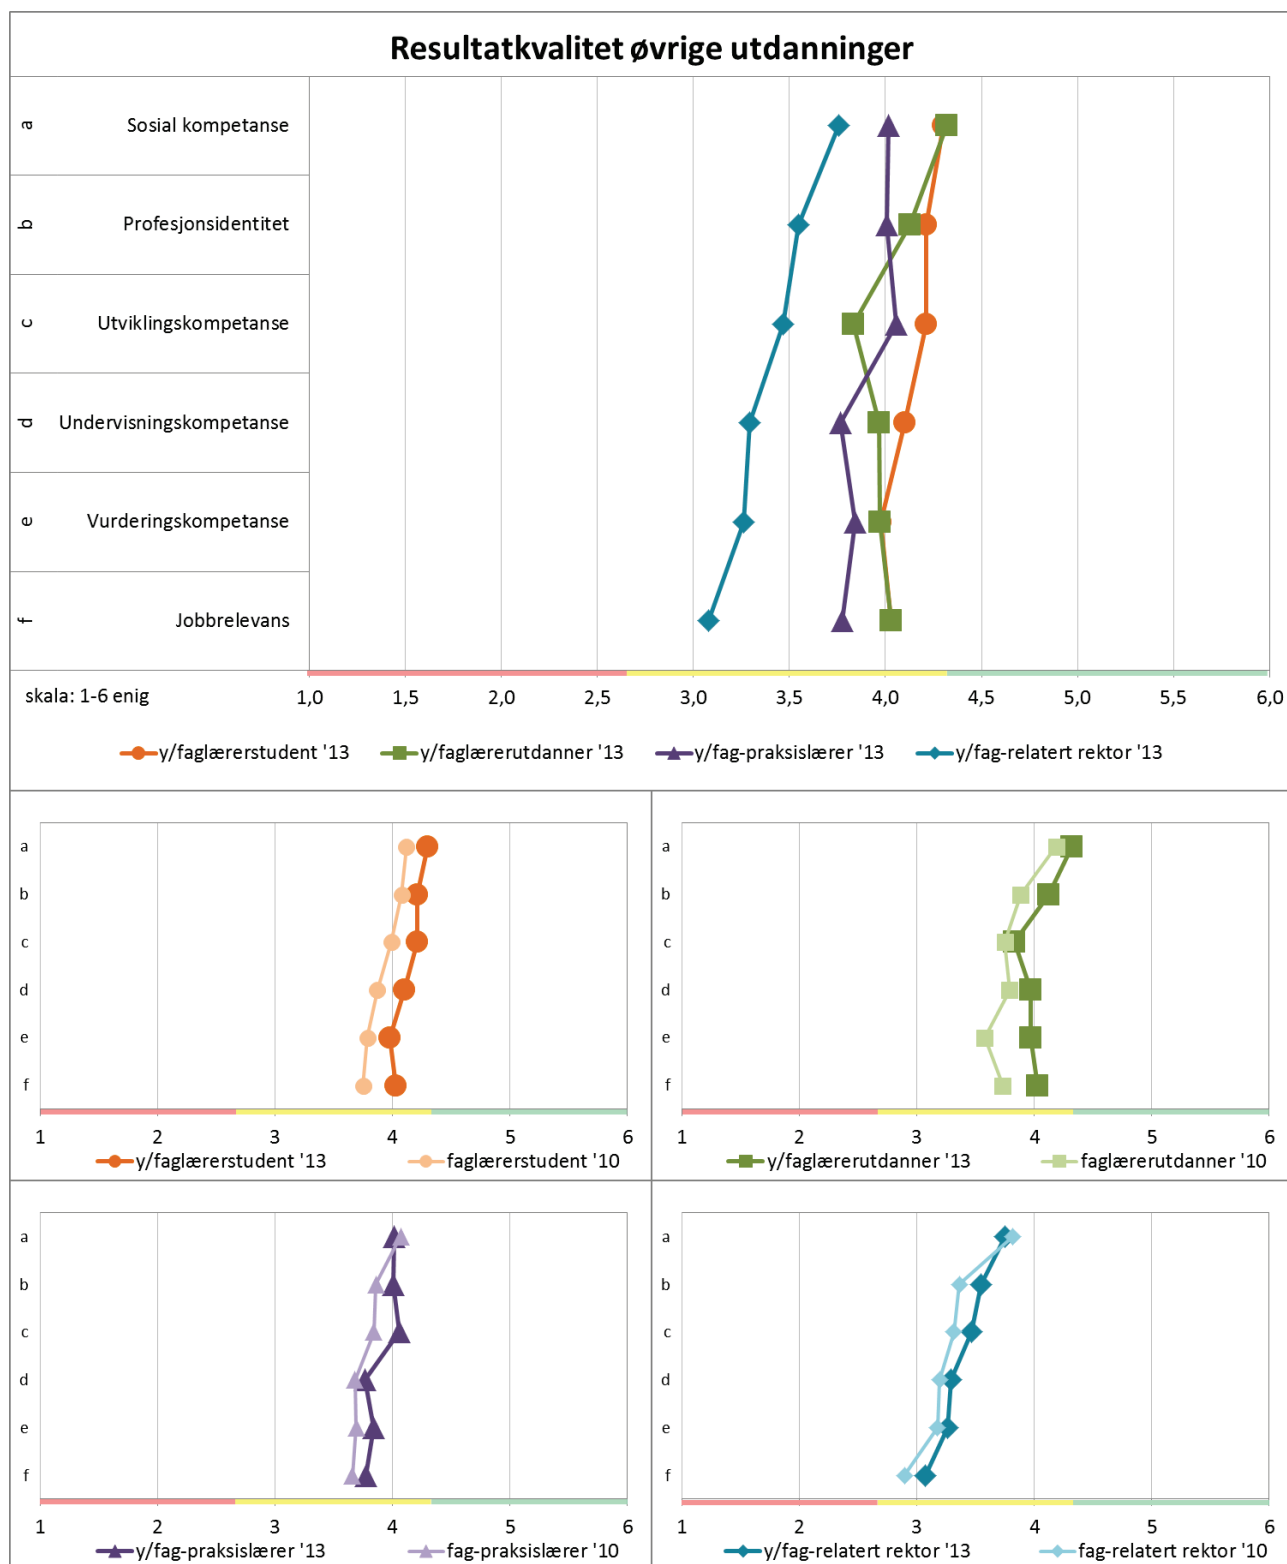 Resultatkvalitet øvrige utdanninger
a Sosial kompetanse
b Profesjonsidentitet
c Utviklingskompetanse
d Undervisningskompetanse
e Vurderingskompetanse
f Jobbrelevans
skala: 1-6 enig 1,0 1,5 2,0 2,5 3,0 3,5 4,0 4,5 5,0 5,5 6,0
y/faglærerstudent '13 y/faglærerutdanner '13 y/fag-praksislærer '13 y/fag-relatert rektor '13
a
b
c
d
e
f
1 2 3 4 5 6
y/faglærerstudent '13 faglærerstudent '10
a
b
c
d
e
f
1 2 3 4 5 6
y/faglærerutdanner '13 faglærerutdanner '10
a
b
c
d
e
f
1 2 3 4 5 6
y/fag-praksislærer '13 fag-praksislærer '10
a
b
c
d
e
f
1 2 3 4 5 6
y/fag-relatert rektor '13 fag-relatert rektor '10